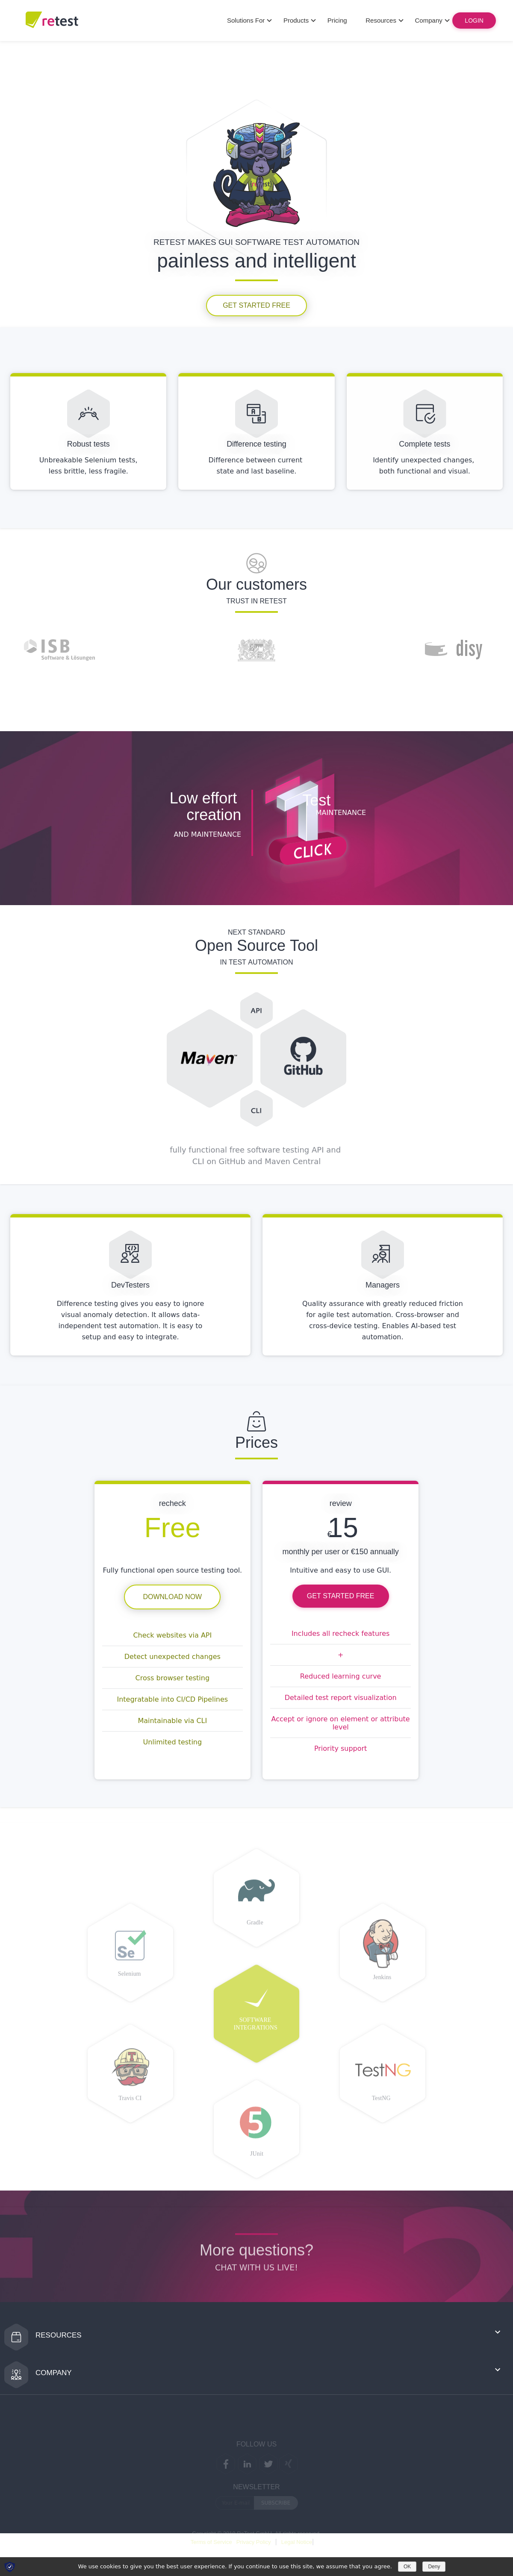 retest
Solutions For
Products
Pricing
Resources
Company
LOGIN
RETEST MAKES GUI SOFTWARE TEST AUTOMATION
painless and intelligent
GET STARTED FREE
Robust tests
Unbreakable Selenium tests,
less brittle, less fragile.
Difference testing
Difference between current
state and last baseline.
Complete tests
Identify unexpected changes,
both functional and visual.
Our customers
TRUST IN RETEST
ISB
Software & Lösungen
disy
Low effort
creation
AND MAINTENANCE
Test
MAINTENANCE
1
CLICK
NEXT STANDARD
Open Source Tool
IN TEST AUTOMATION
API
Maven
GitHub
CLI
fully functional free software testing API and
CLI on GitHub and Maven Central
DevTesters
Difference testing gives you easy to ignore
visual anomaly detection. It allows data-
independent test automation. It is easy to
setup and easy to integrate.
Managers
Quality assurance with greatly reduced friction
for agile test automation. Cross-browser and
cross-device testing. Enables AI-based test
automation.
Prices
recheck
Free
Fully functional open source testing tool.
DOWNLOAD NOW
Check websites via API
Detect unexpected changes
Cross browser testing
Integratable into CI/CD Pipelines
Maintainable via CLI
Unlimited testing
review
€15
monthly per user or €150 annually
Intuitive and easy to use GUI.
GET STARTED FREE
Includes all recheck features
+
Reduced learning curve
Detailed test report visualization
Accept or ignore on element or attribute
level
Priority support
Gradle
Se
Selenium
Jenkins
SOFTWARE
INTEGRATIONS
Travis CI
TestNG
TestNG
5
JUnit
More questions?
CHAT WITH US LIVE!
RESOURCES
COMPANY
FOLLOW US
NEWSLETTER
SUBSCRIBE
We use cookies to give you the best user experience. If you continue to use this site, we assume that you agree.
OK
Deny